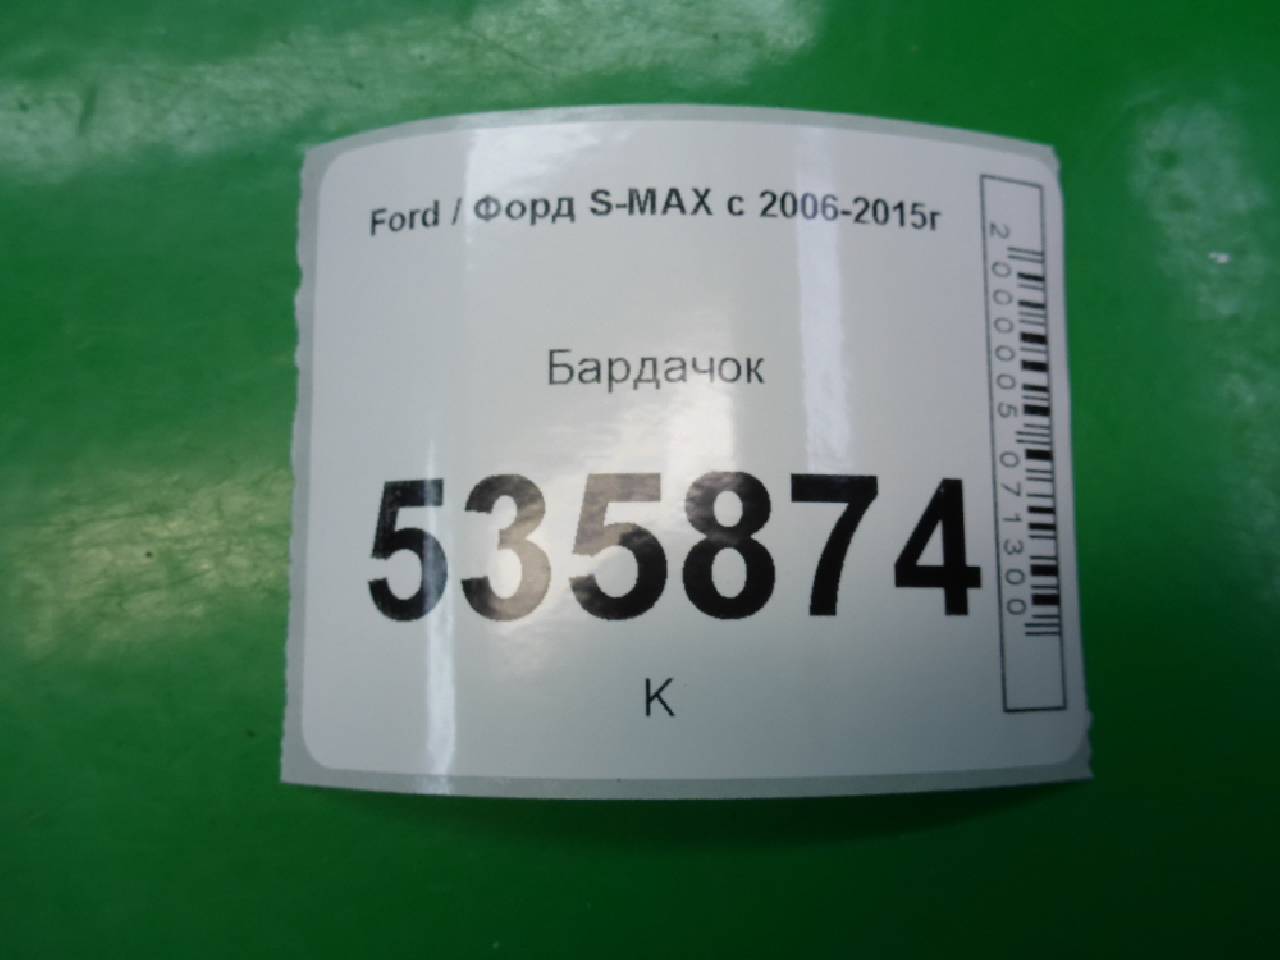 Ford / Форд S-MAX с 2006-2015г
Бардачок
535874
К
2000005071300